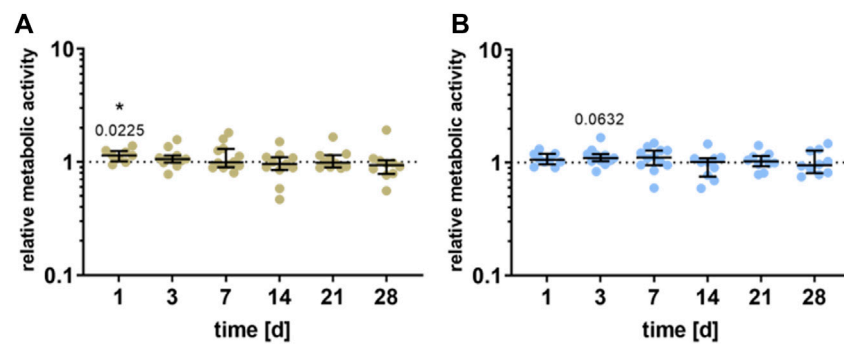 A
relative metabolic activity
10
1
0.1
*
0.0225
1 3 7 14 21 28
time [d]
B
relative metabolic activity
10
1
0.1
0.0632
1 3 7 14 21 28
time [d]